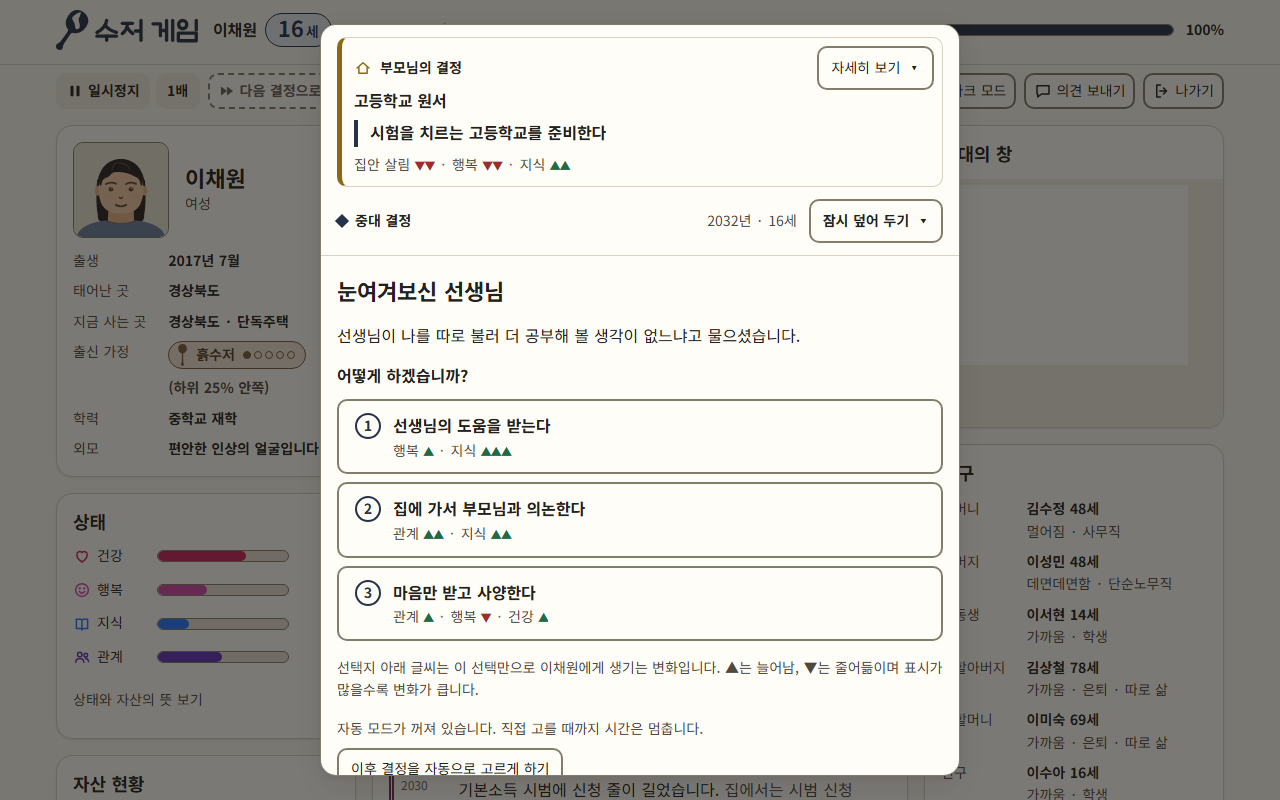 수저 게임 이채원 16세 100%
일시정지 1배 다음 결정으로 크 모드 의견 보내기 나가기
부모님의 결정 자세히 보기 ▼
고등학교 원서
시험을 치르는 고등학교를 준비한다
집안 살림 ▼▼ · 행복 ▼▼ · 지식 ▲▲
중대 결정 2032년 · 16세 잠시 덮어 두기 ▼
눈여겨보신 선생님
선생님이 나를 따로 불러 더 공부해 볼 생각이 없느냐고 물으셨습니다.
어떻게 하겠습니까?
1 선생님의 도움을 받는다
행복 ▲ · 지식 ▲▲▲
2 집에 가서 부모님과 의논한다
관계 ▲▲ · 지식 ▲▲
3 마음만 받고 사양한다
관계 ▲ · 행복 ▼ · 건강 ▲
선택지 아래 글씨는 이 선택만으로 이채원에게 생기는 변화입니다. ▲는 늘어남, ▼는 줄어듦이며 표시가
많을수록 변화가 큽니다.
자동 모드가 꺼져 있습니다. 직접 고를 때까지 시간은 멈춥니다.
이후 결정을 자동으로 고르게 하기
이채원
여성
출생 2017년 7월
태어난 곳 경상북도
지금 사는 곳 경상북도 · 단독주택
출신 가정 흙수저
(하위 25% 안쪽)
학력 중학교 재학
외모 편안한 인상의 얼굴입니다
상태
건강
행복
지식
관계
상태와 자산의 뜻 보기
자산 현황
2030 기본소득 시범에 신청 줄이 길었습니다. 집에서는 시범 신청
대의 창
구
머니 김수정 48세
멀어짐 · 사무직
버지 이성민 48세
데면데면함 · 단순노무직
동생 이서현 14세
가까움 · 학생
할아버지 김상철 78세
가까움 · 은퇴 · 따로 삶
할머니 이미숙 69세
가까움 · 은퇴 · 따로 삶
친구 이수아 16세
가까움 · 학생